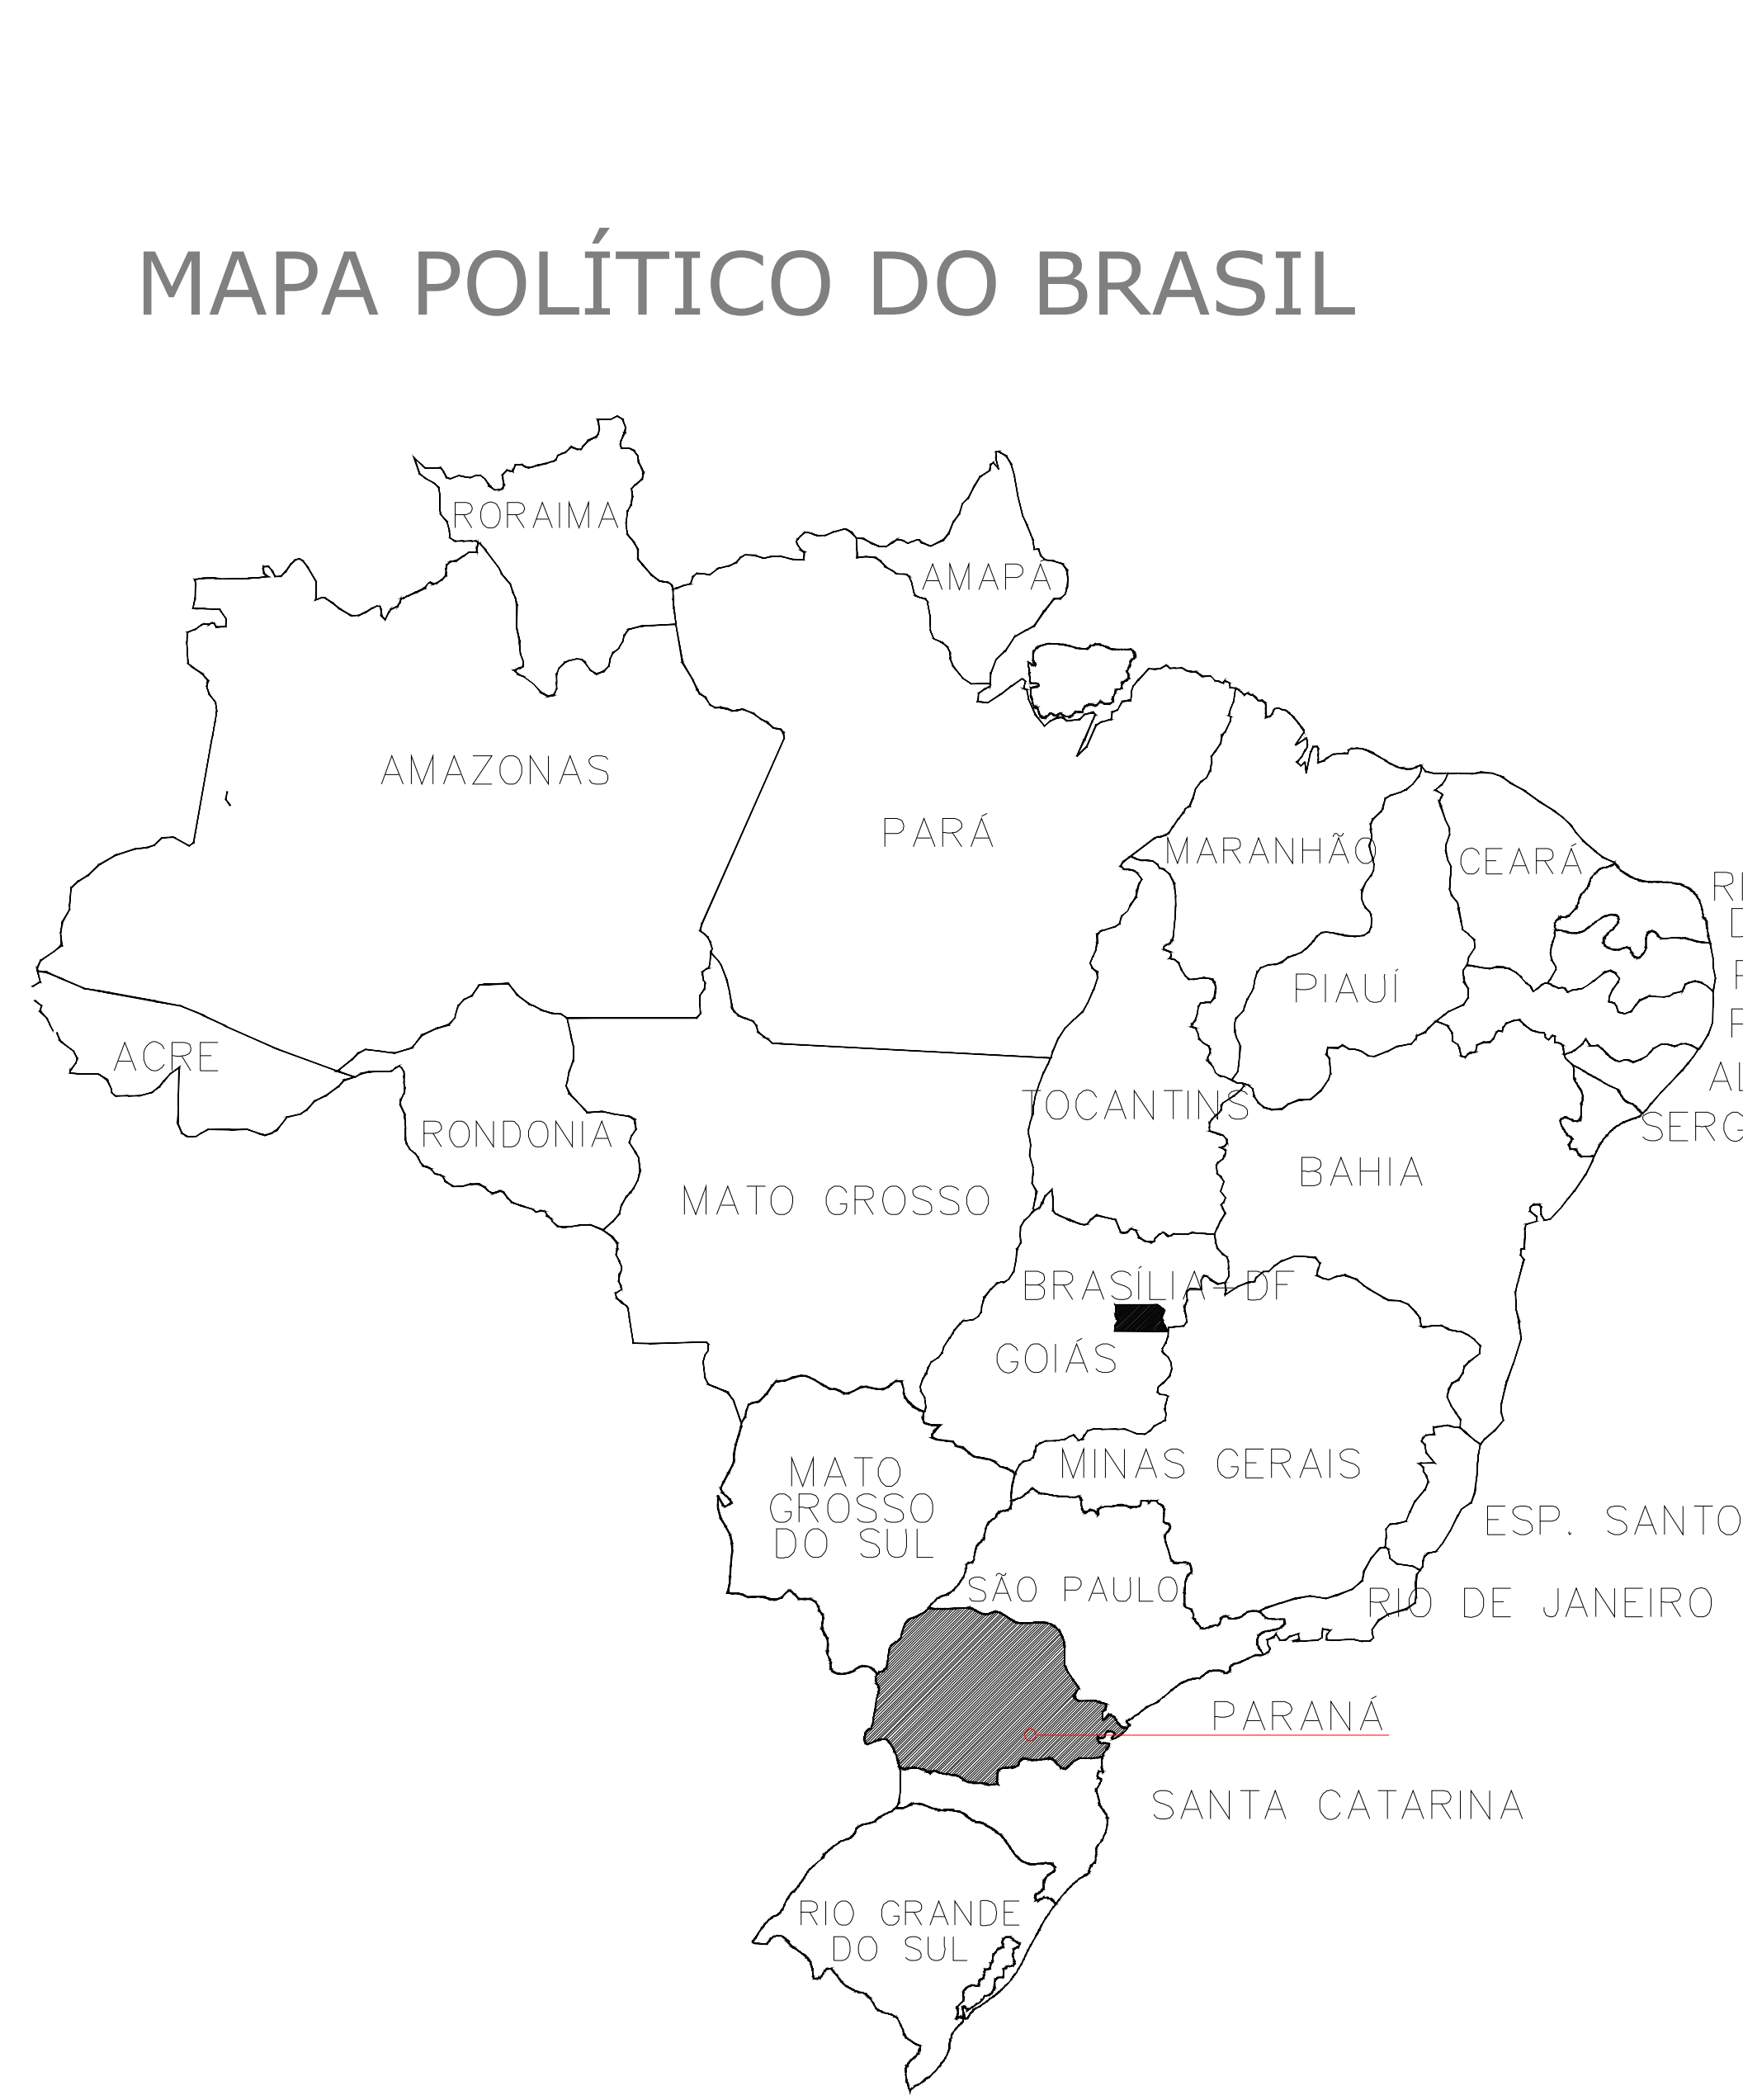 MAPA POLÍTICO DO BRASIL
RORAIMA
AMAPÁ
AMAZONAS
PARÁ
MARANHÃO
CEARÁ
PIAUÍ
ACRE
TOCANTINS
RONDONIA
BAHIA
MATO GROSSO
BRASÍLIA-DF
GOIÁS
MINAS GERAIS
MATO
GROSSO
DO SUL
ESP. SANTO
SÃO PAULO
RIO DE JANEIRO
PARANÁ
SANTA CATARINA
RIO GRANDE
DO SUL